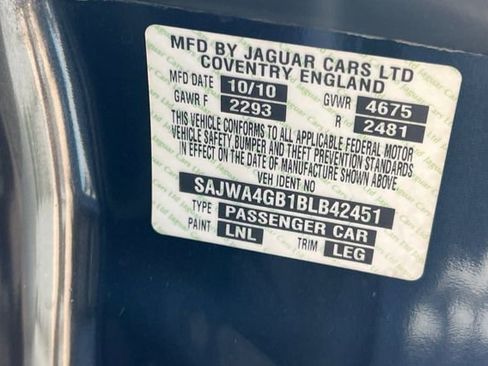 MFD BY JAGUAR CARS LTD
COVENTRY ENGLAND
MFD DATE 10/10 GVWR 4675
GAWR F 2293 R 2481
THIS VEHICLE CONFORMS TO ALL APPLICABLE FEDERAL MOTOR
VEHICLE SAFETY, BUMPER AND THEFT PREVENTION STANDARDS
IN EFFECT ON THE DATE OF MANUFACTURE SHOWN ABOVE.
VEH IDENT NO
SAJWA4GB1BLB42451
TYPE PASSENGER CAR
PAINT LNL TRIM LEG